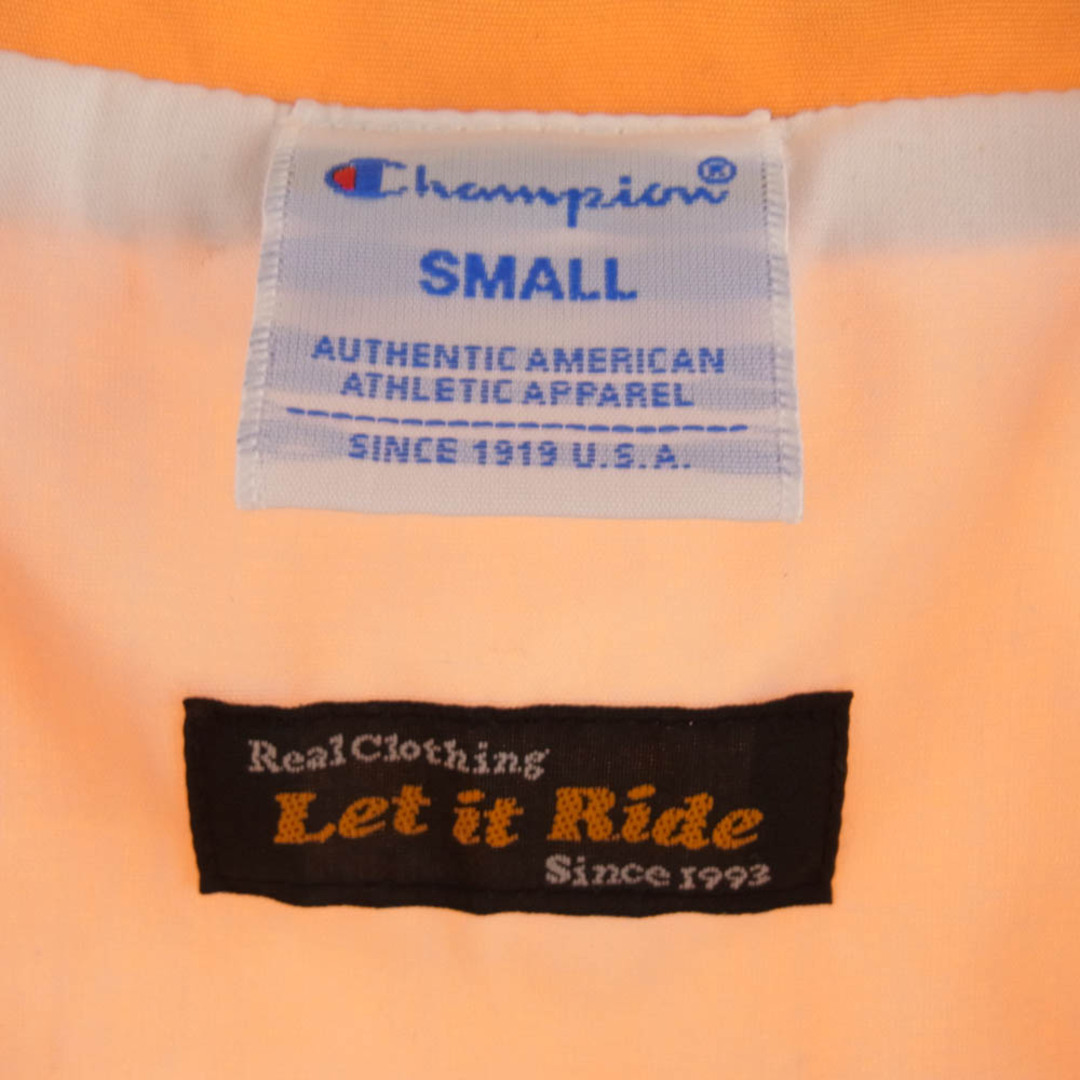 Champion®
SMALL
AUTHENTIC AMERICAN
ATHLETIC APPAREL
SINCE 1919 U.S.A.
Real Clothing
Let it Ride
Since 1993